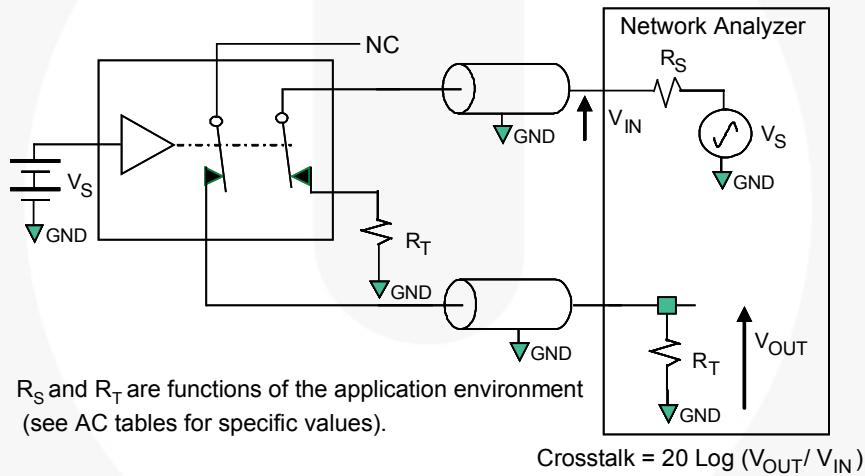 Network Analyzer
NC
R_S
V_IN
V_S
GND
GND
V_S
GND
R_T
GND
GND
R_T
V_OUT
GND
R_S and R_T are functions of the application environment
(see AC tables for specific values).
Crosstalk = 20 Log (V_OUT/ V_IN)